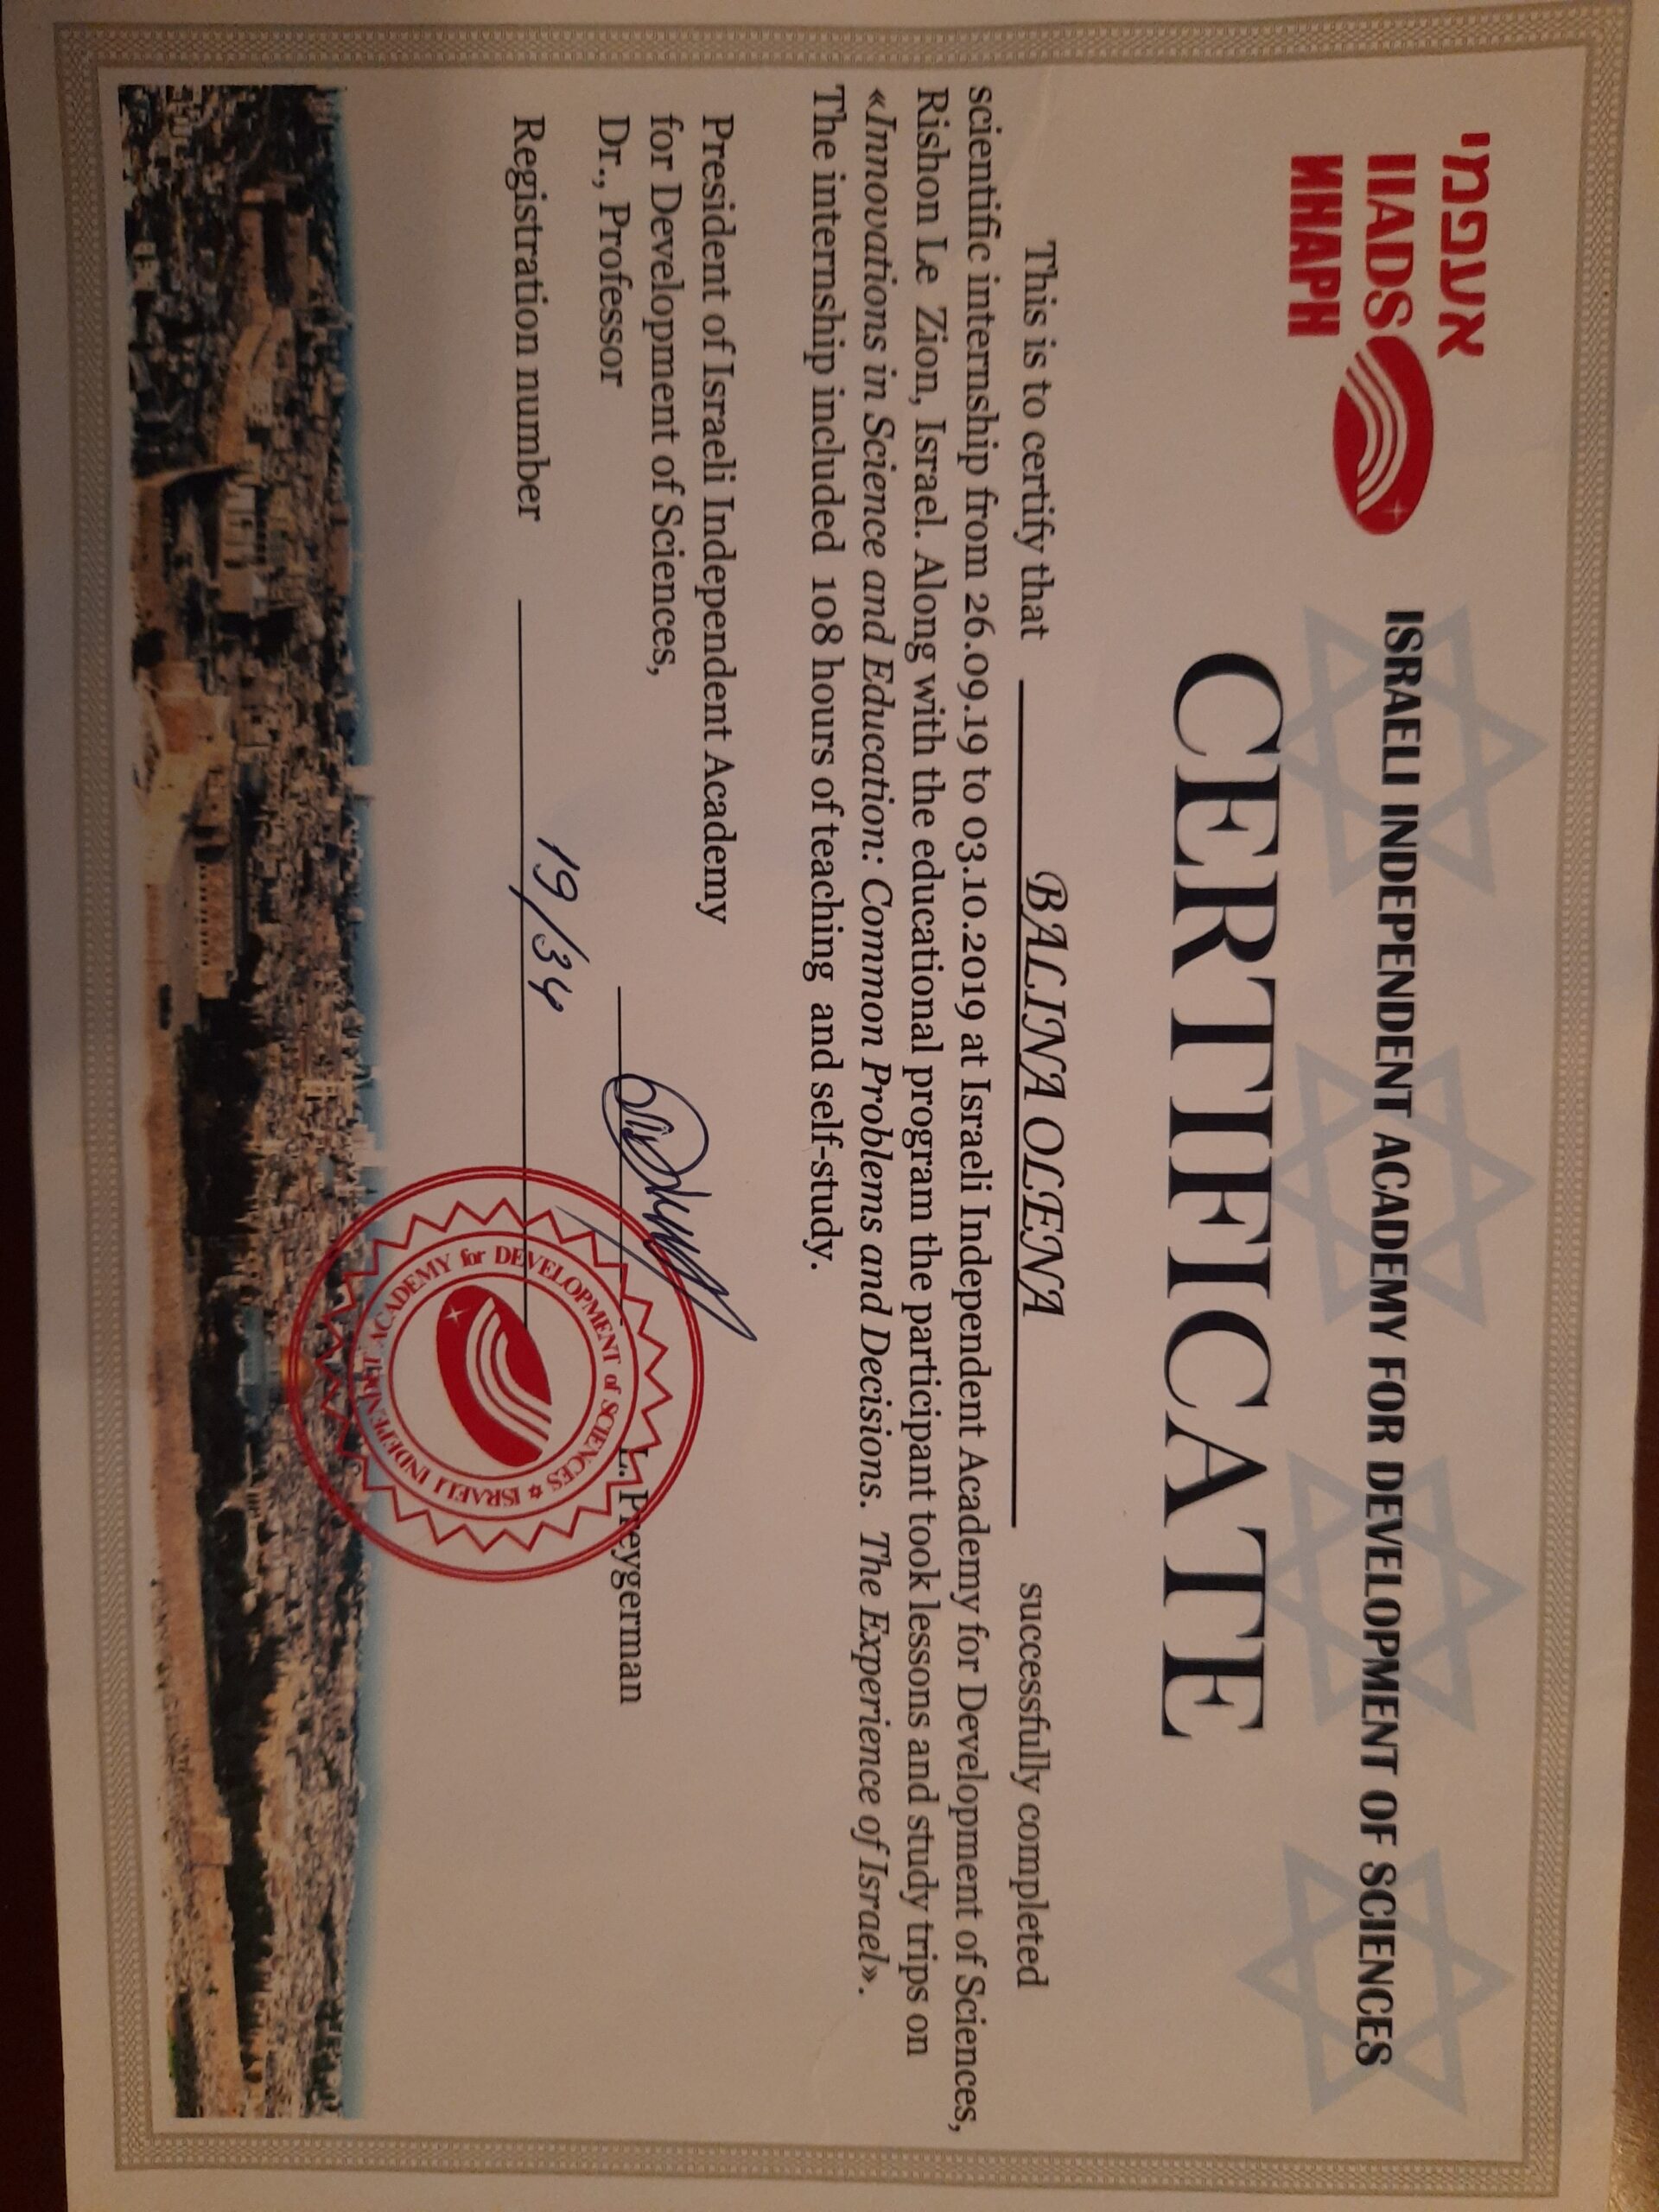 אעפמי
IIADS
ИНАРН
ISRAELI INDEPENDENT ACADEMY FOR DEVELOPMENT OF SCIENCES
CERTIFICATE
This is to certify that BALINA OLENA successfully completed
scientific internship from 26.09.19 to 03.10.2019 at Israeli Independent Academy for Development of Sciences,
Rishon Le Zion, Israel. Along with the educational program the participant took lessons and study trips on
«Innovations in Science and Education: Common Problems and Decisions. The Experience of Israel».
The internship included 108 hours of teaching and self-study.
President of Israeli Independent Academy
for Development of Sciences,
Dr., Professor L. Preygerman
Registration number 19/34
ISRAELI INDEPENDENT ACADEMY for DEVELOPMENT of SCIENCES